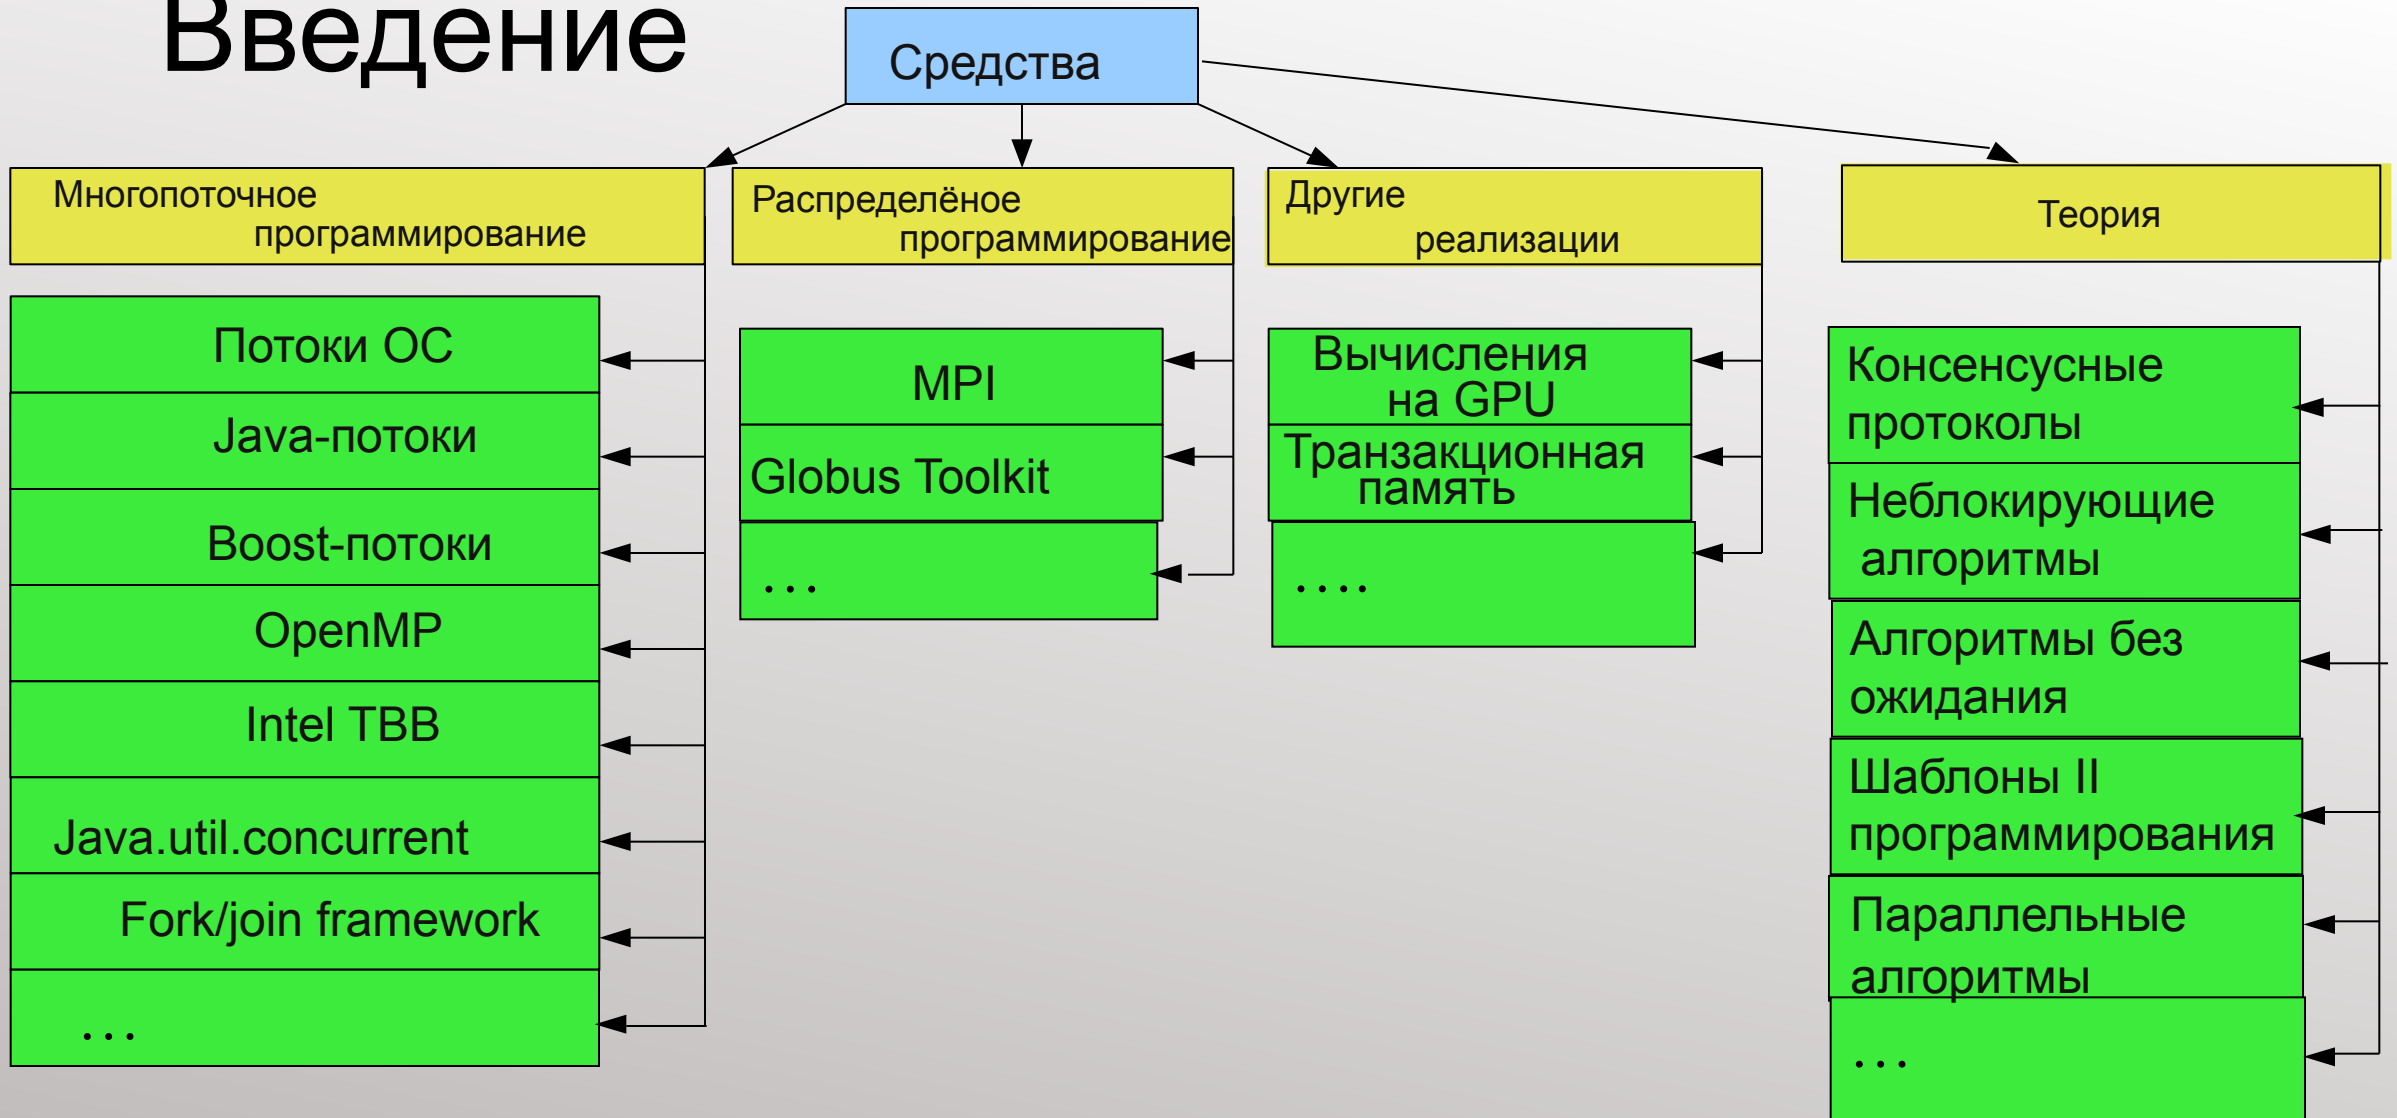 Введение
Средства
Многопоточное
программирование
Распределёное
программирование
Другие
реализации
Теория
Потоки ОС
Java-потоки
Boost-потоки
OpenMP
Intel TBB
Java.util.concurrent
Fork/join framework
...
MPI
Globus Toolkit
...
Вычисления
на GPU
Транзакционная
память
....
Консенсусные
протоколы
Неблокирующие
алгоритмы
Алгоритмы без
ожидания
Шаблоны II
программирования
Параллельные
алгоритмы
...